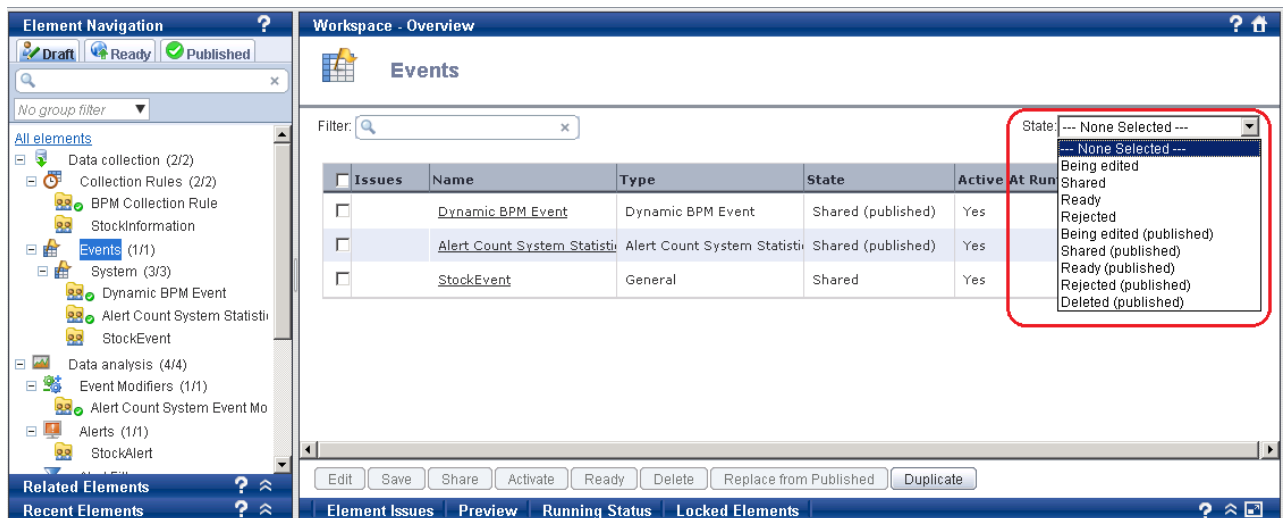 Element Navigation ?
Draft Ready Published
No group filter
All elements
Data collection (2/2)
Collection Rules (2/2)
BPM Collection Rule
StockInformation
Events (1/1)
System (3/3)
Dynamic BPM Event
Alert Count System Statisti
StockEvent
Data analysis (4/4)
Event Modifiers (1/1)
Alert Count System Event Mo
Alerts (1/1)
StockAlert
Related Elements ?
Recent Elements ?
Workspace - Overview ?
Events
Filter:
State: --- None Selected ---
--- None Selected ---
Being edited
Shared
Ready
Rejected
Being edited (published)
Shared (published)
Ready (published)
Rejected (published)
Deleted (published)
Issues Name Type State Active At Run
Dynamic BPM Event Dynamic BPM Event Shared (published) Yes
Alert Count System Statisti Alert Count System Statisti Shared (published) Yes
StockEvent General Shared Yes
Edit Save Share Activate Ready Delete Replace from Published Duplicate
Element Issues Preview Running Status Locked Elements ?